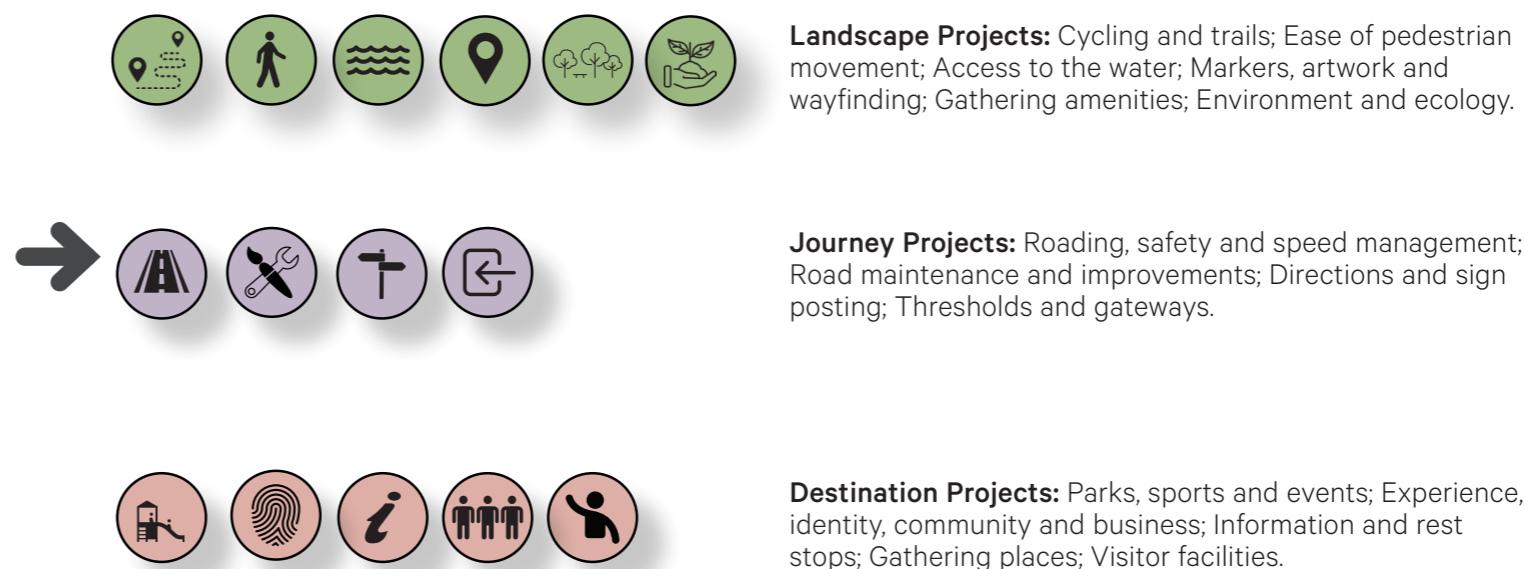 Landscape Projects: Cycling and trails; Ease of pedestrian
movement; Access to the water; Markers, artwork and
wayfinding; Gathering amenities; Environment and ecology.
Journey Projects: Roading, safety and speed management;
Road maintenance and improvements; Directions and sign
posting; Thresholds and gateways.
Destination Projects: Parks, sports and events; Experience,
identity, community and business; Information and rest
stops; Gathering places; Visitor facilities.